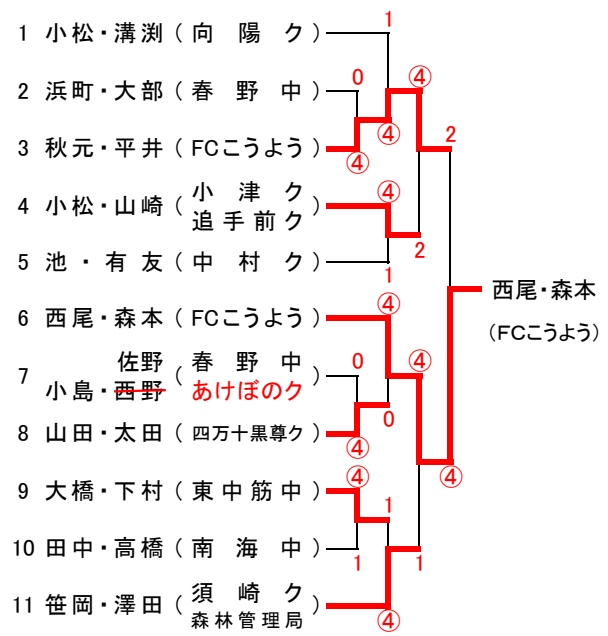 1
1 小松・溝渕 ( 向 陽 ク )
④
0
2 浜町・大部 ( 春 野 中 )
④
2
3 秋元・平井 ( FCこうよう )
④
④
小 津 ク
4 小松・山崎 ( )
追手前ク
2
5 池 ・ 有友 ( 中 村 ク )
1
西尾・森本
④
6 西尾・森本 ( FCこうよう )
(FCこうよう)
佐野 春 野 中
0
④
7 ( )
小島・西野 あけぼのク
0
8 山田・太田 ( 四万十黒尊ク )
④
④
④
9 大橋・下村 ( 東中筋中 )
1
10 田中・高橋 ( 南 海 中 )
1
1
須 崎 ク
11 笹岡・澤田 ( )
森林管理局
④